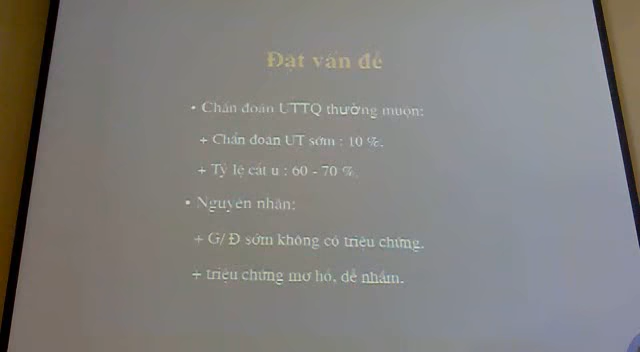 Đặt vấn đề
• Chẩn đoán UTTQ thường muộn:
+ Chẩn đoán UT sớm : 10 %.
+ Tỷ lệ cắt u : 60 - 70 %.
• Nguyên nhân:
+ G/ Đ sớm không có triệu chứng.
+ triệu chứng mơ hồ, dễ nhầm.